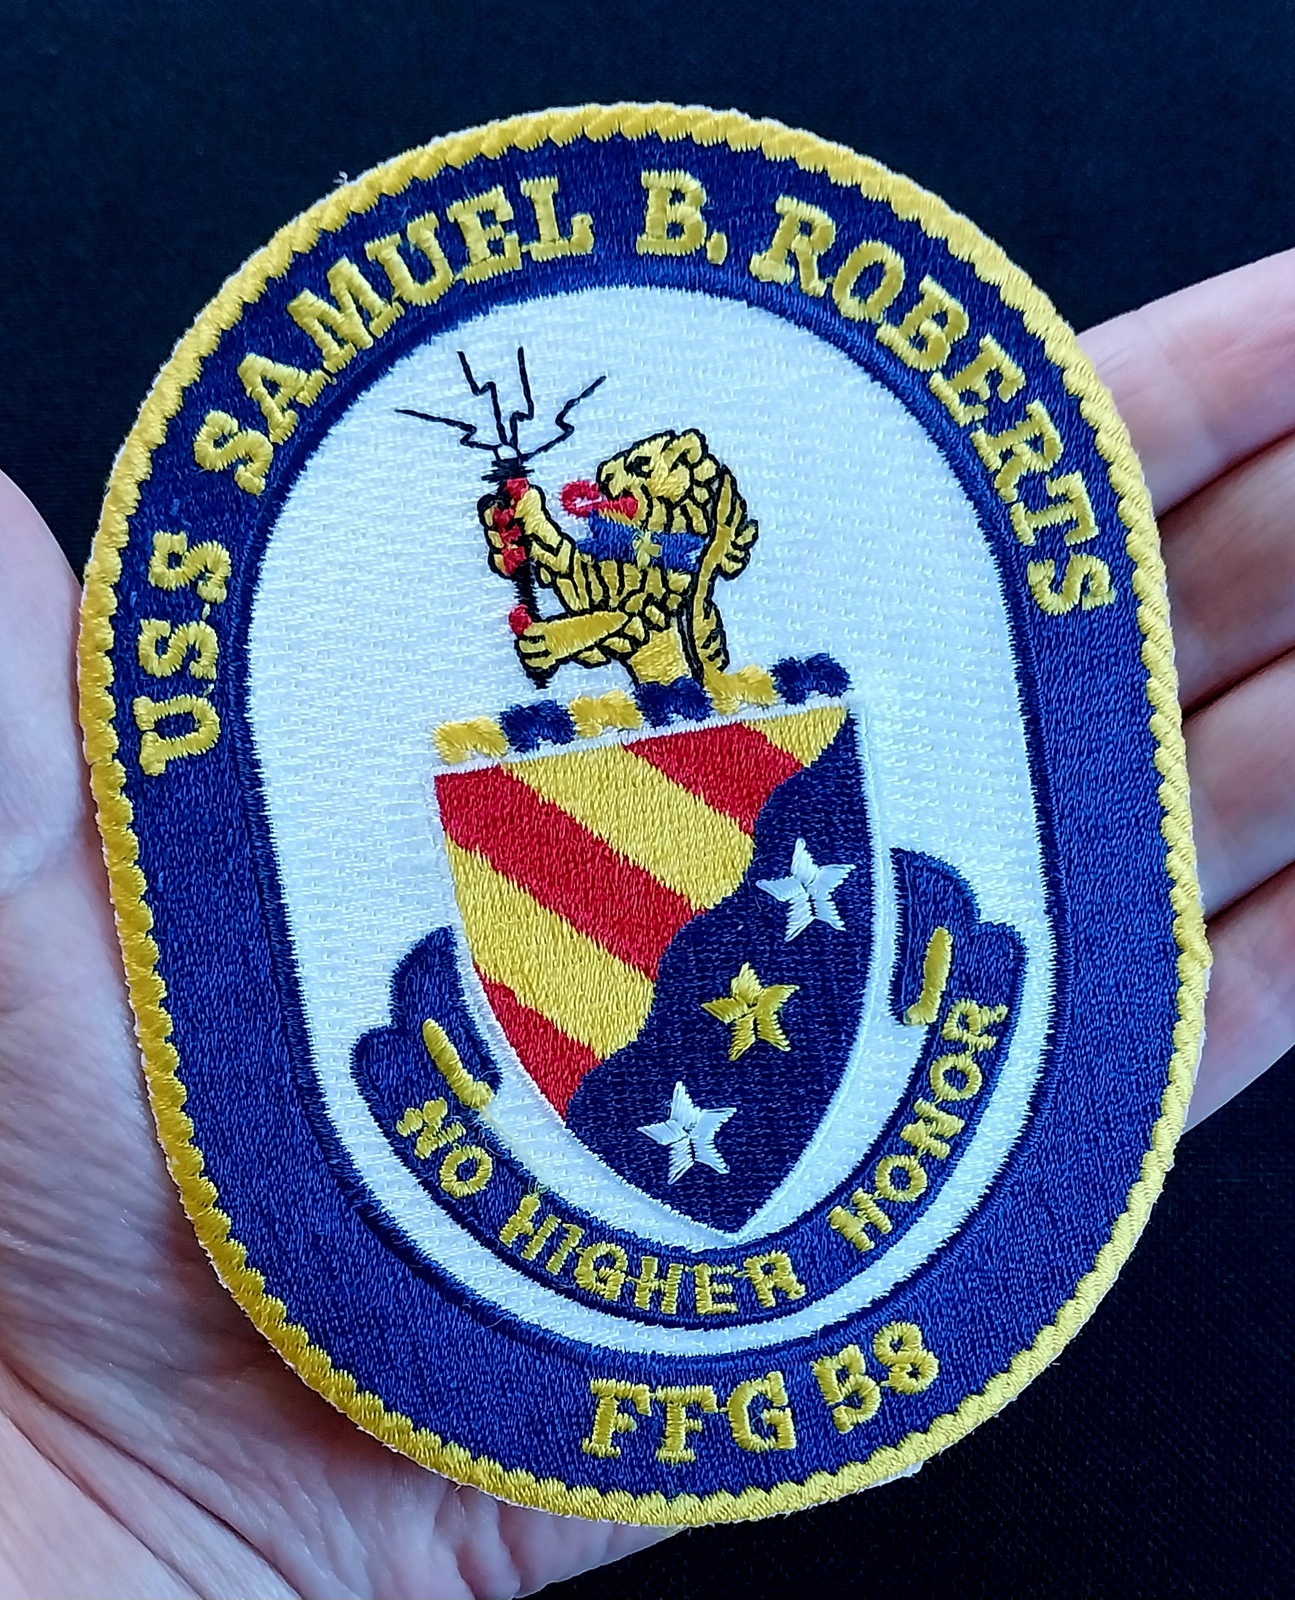 USS SAMUEL B. ROBERTS
NO HIGHER HONOR
FFG 58